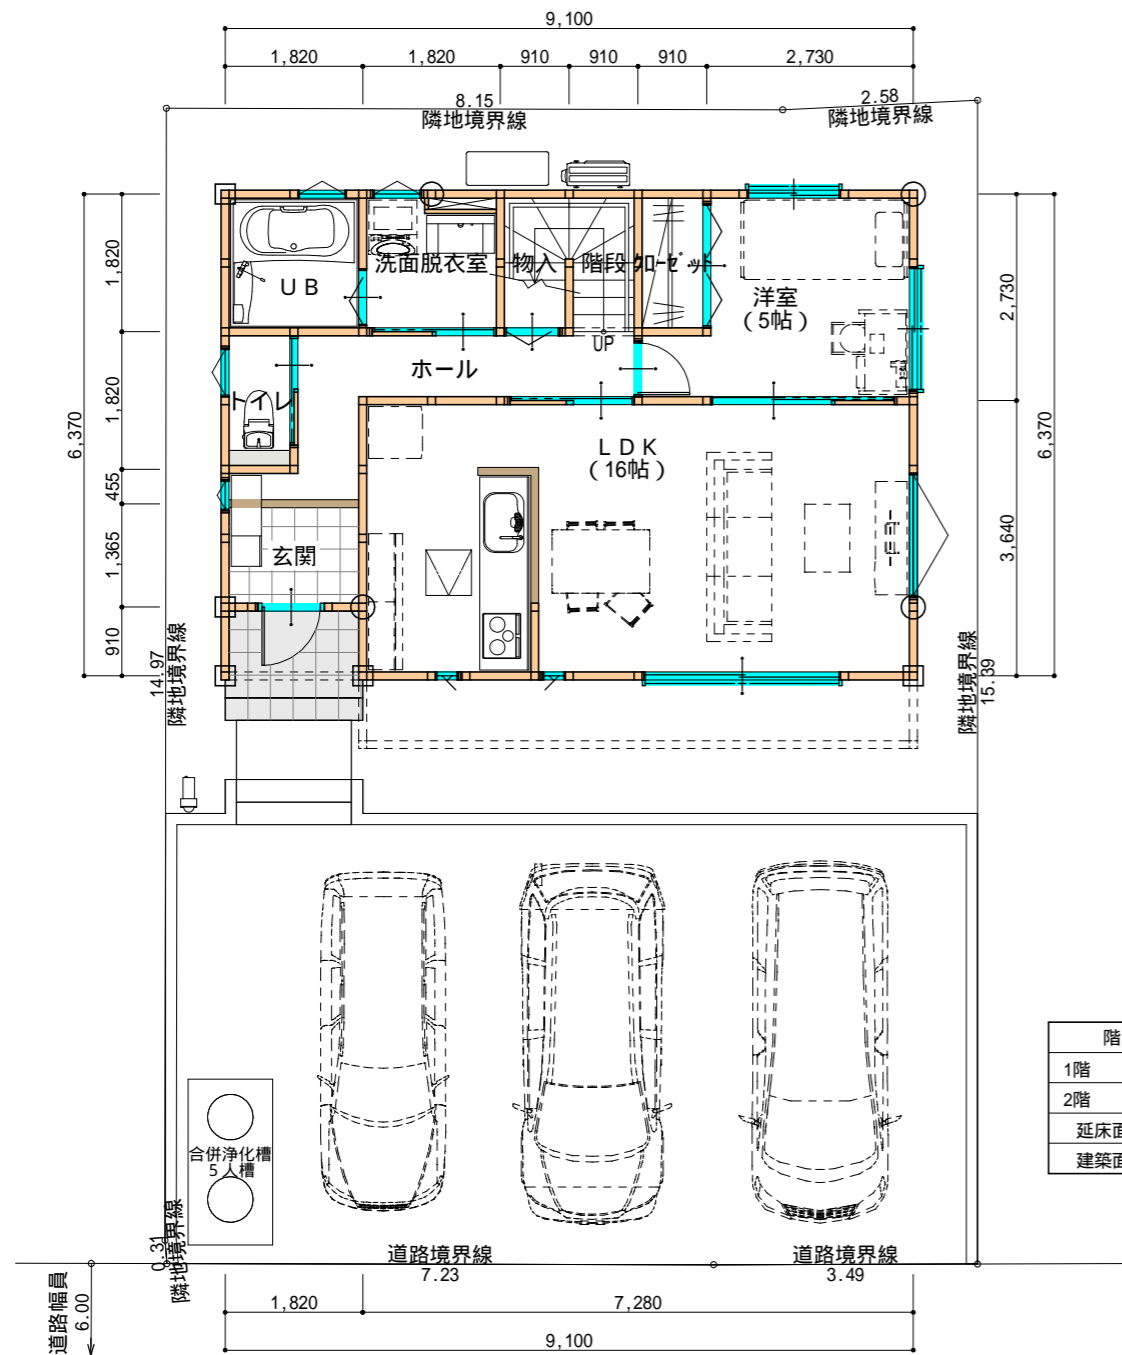 9,100
1,820
1,820
910
910
910
2,730
8.15
隣地境界線
2.58
隣地境界線
1,820
1,820
455
1,365
910
6,370
2,730
3,640
6,370
UB
洗面脱衣室
物入
階段
クローゼット
洋室
(5帖)
UP
ホール
トイレ
LDK
(16帖)
玄関
14.97
隣地境界線
隣地境界線
15.39
合併浄化槽
5人槽
0.31
隣地境界線
道路境界線
7.23
道路境界線
3.49
道路幅員
6.00
1,820
7,280
9,100
階
1階
2階
延床面
建築面